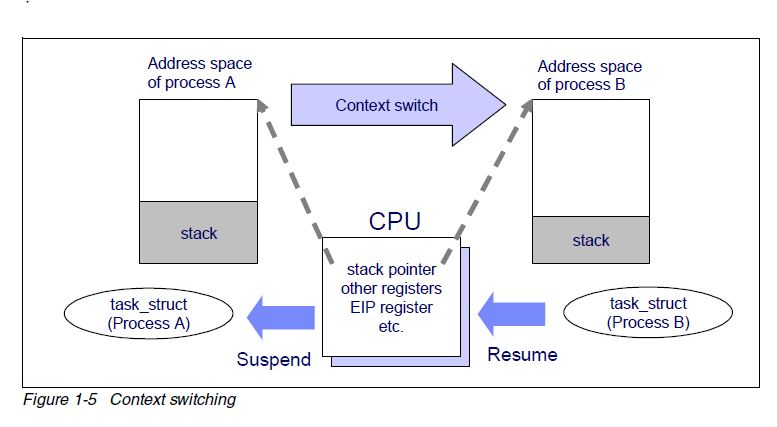 Address space
of process A
Address space
of process B
Context switch
stack
stack
CPU
stack pointer
other registers
EIP register
etc.
task_struct
(Process A)
task_struct
(Process B)
Suspend
Resume
Figure 1-5 Context switching